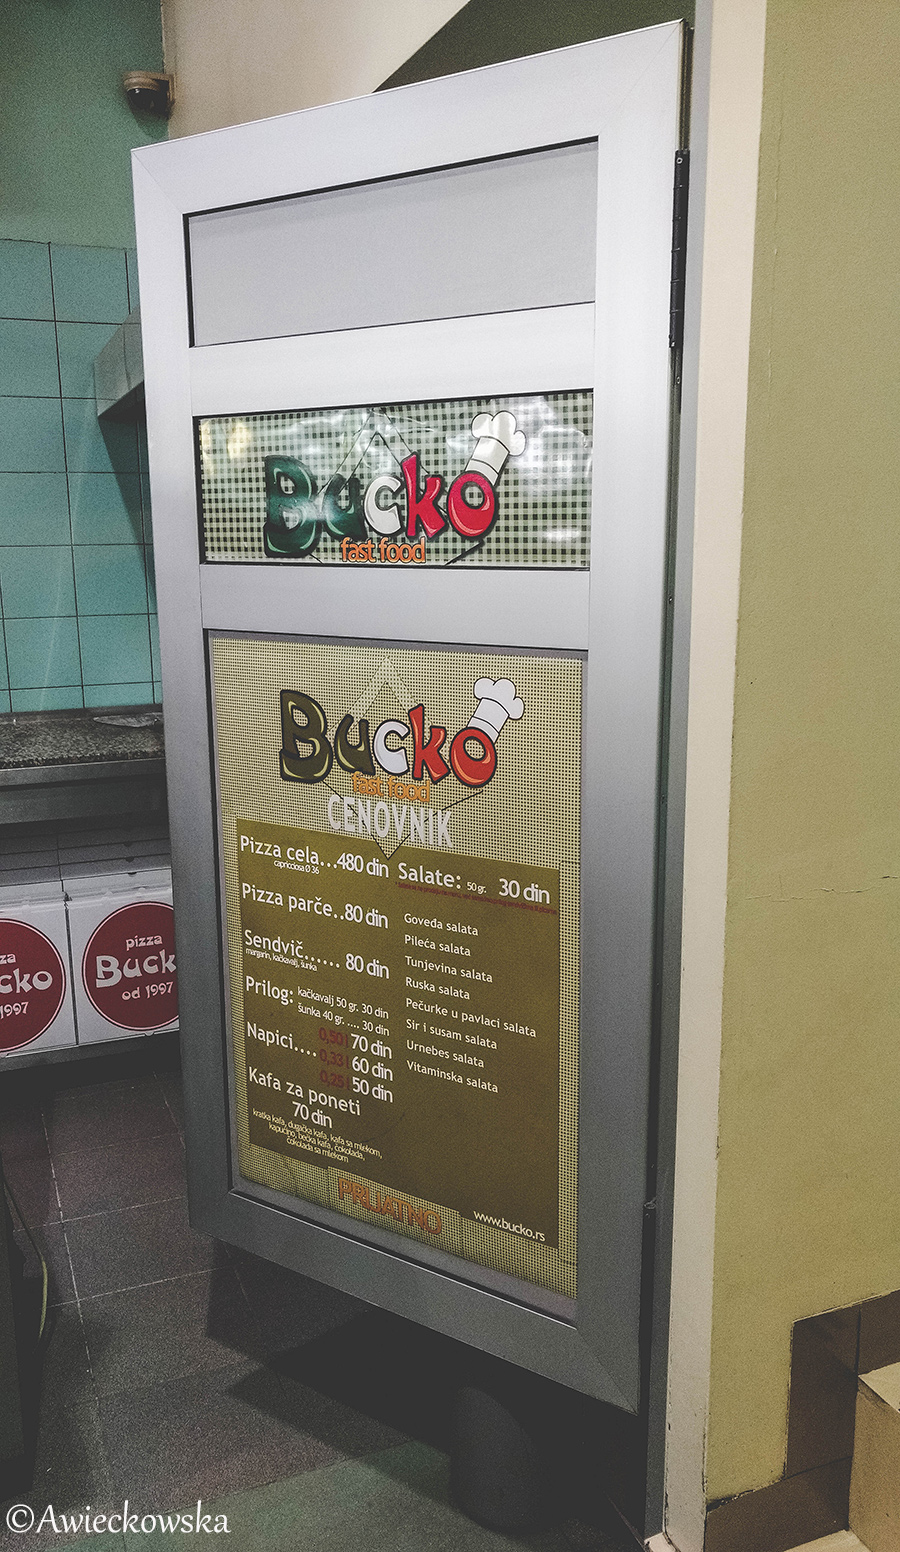 Bucko
fast food
Bucko
fast food
CENOVNIK
Pizza cela...480 din
capricciosa Ø 36
Pizza parče..80 din
Sendvič...... 80 din
margarin, kačkavalj, šunka
Prilog: kačkavalj 50 gr. 30 din
šunka 40 gr. .... 30 din
Napici.... 0,50 l 70 din
0,33 l 60 din
0,25 l 50 din
Kafa za poneti
70 din
kratka kafa, dugačka kafa, kafa sa mlekom,
kapućino, bečka kafa, čokolada,
čokolada sa mlekom
Salate: 50 gr. 30 din
Goveđa salata
Pileća salata
Tunjevina salata
Ruska salata
Pečurke u pavlaci salata
Sir i susam salata
Urnebes salata
Vitaminska salata
PRIJATNO
www.bucko.rs
za
cko
1997
pizza
Buck
od 1997
©Awieckowska